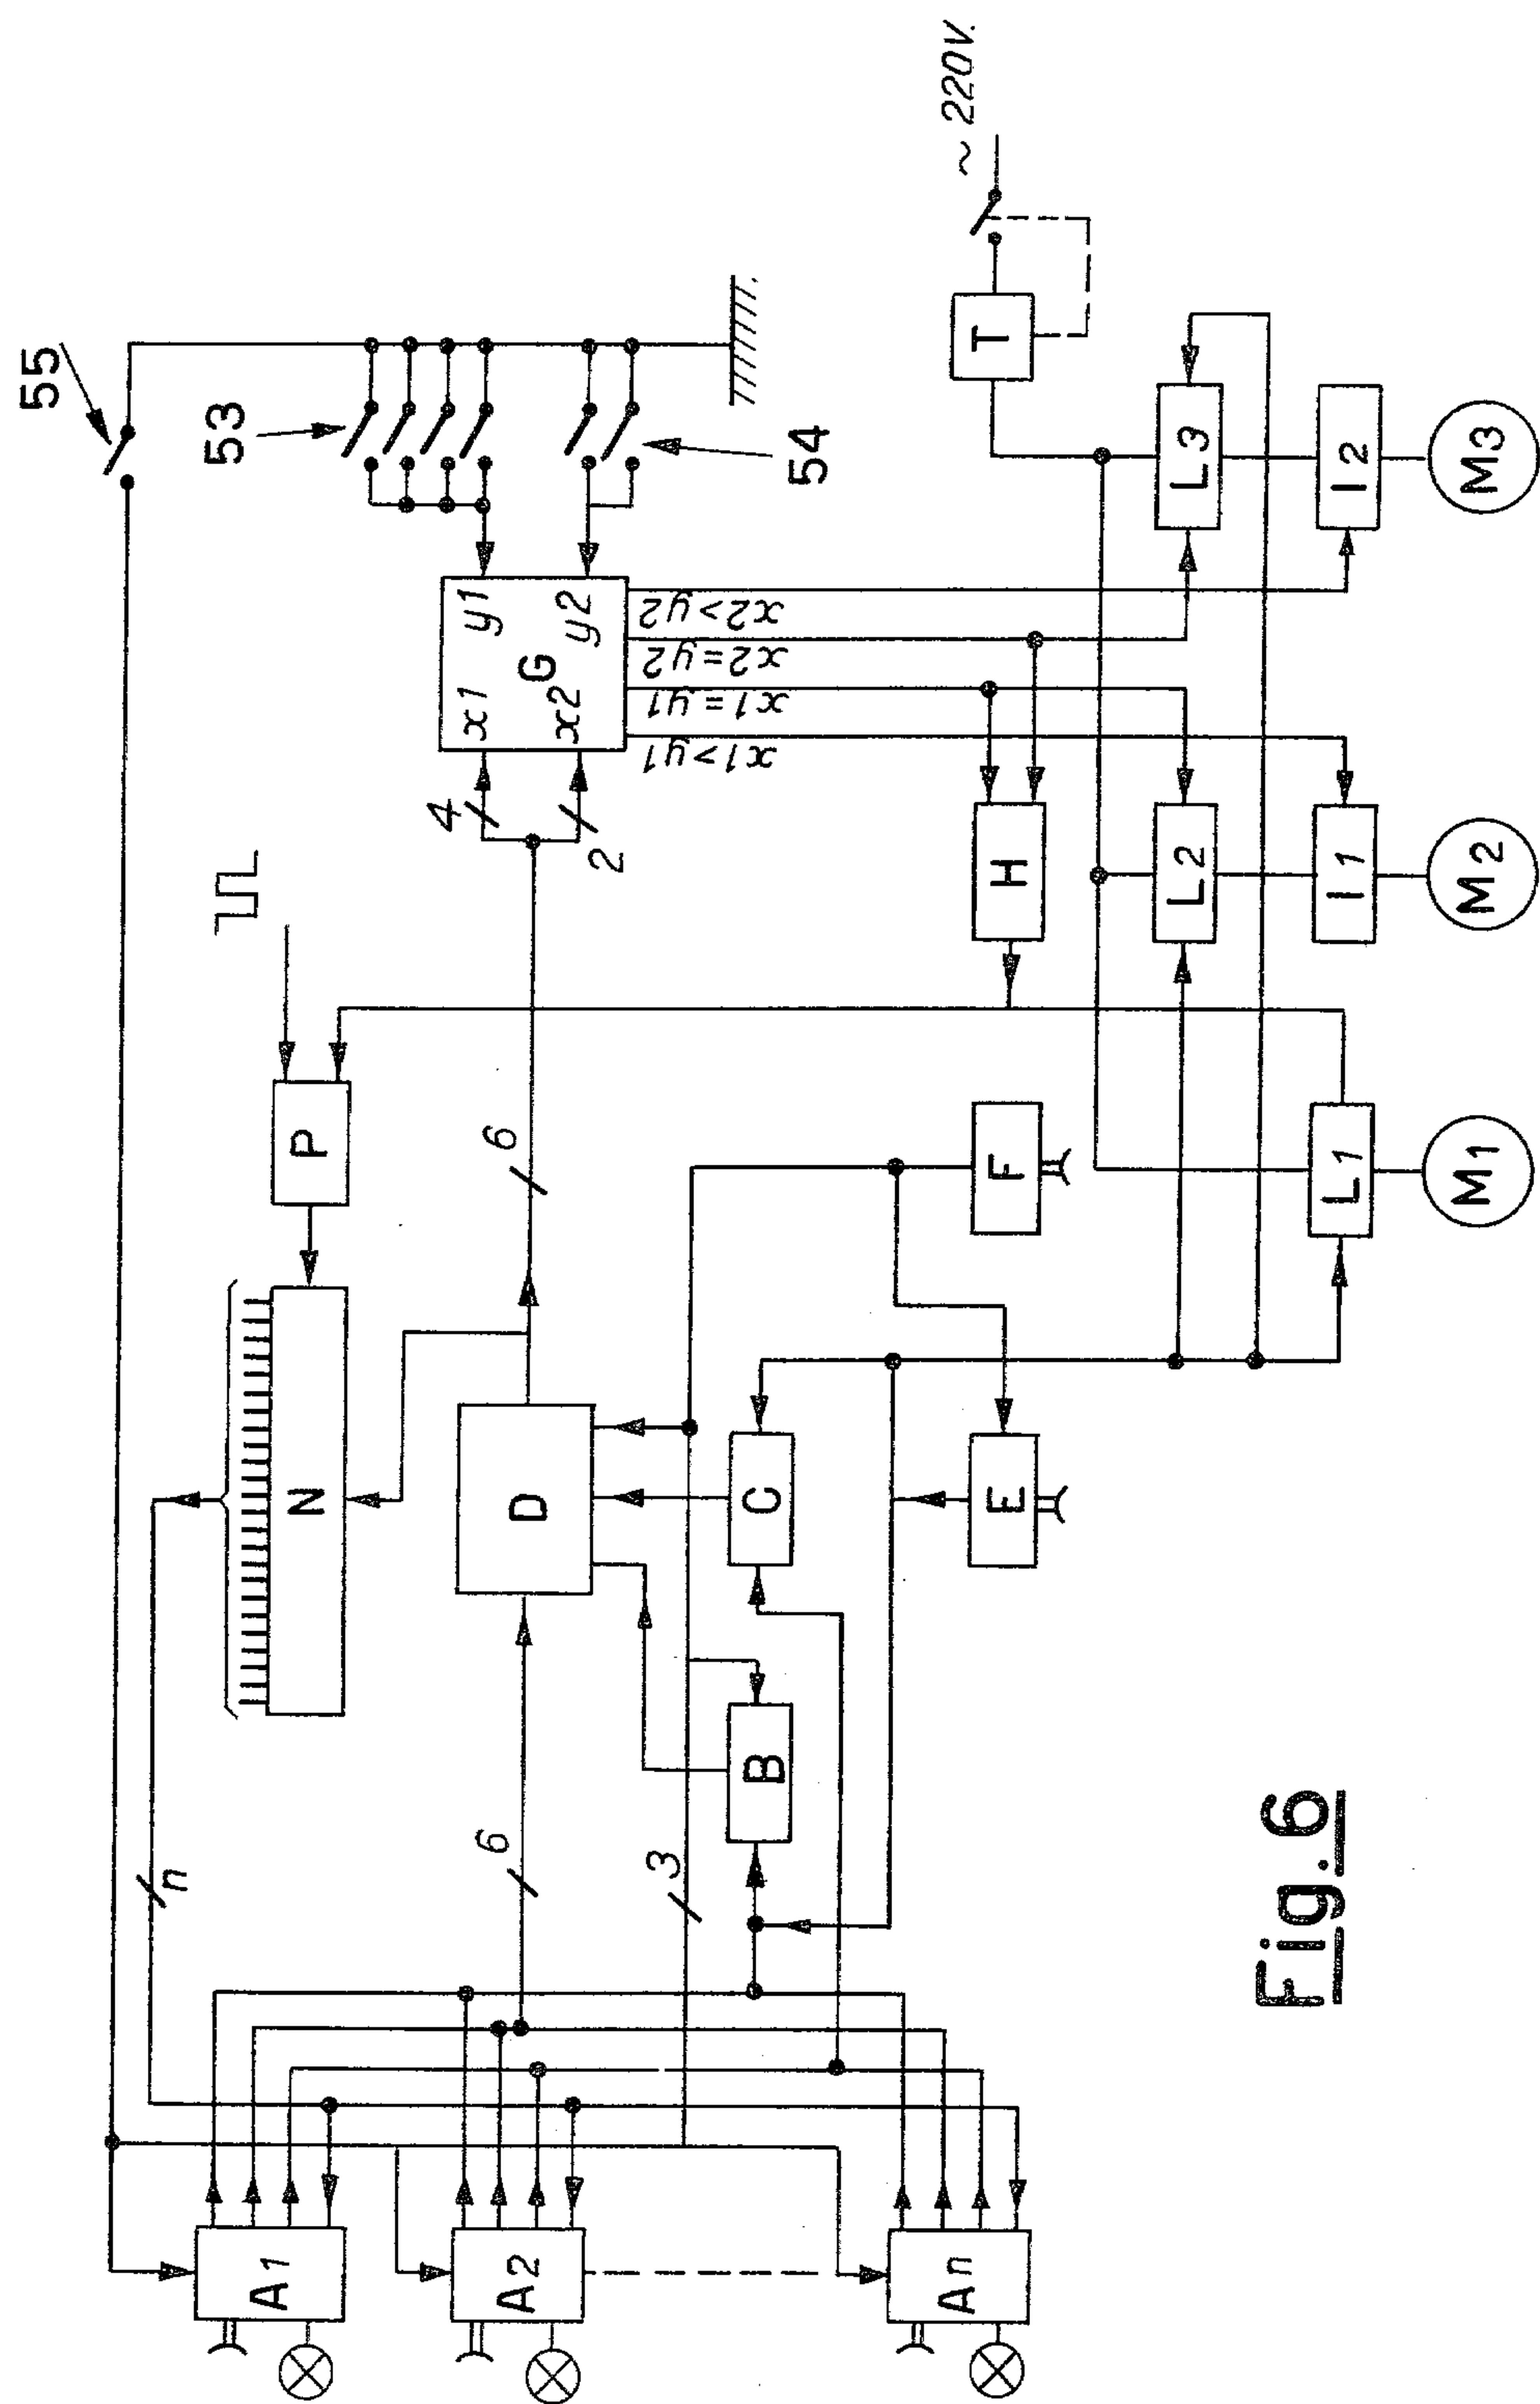 55
53
54
~ 220V.
P
N
n
6
6
4
2
x1 y1
G
x2 y2
x1>y1
x1=y1
x2=y2
x2>y2
T
D
H
F
C
B
E
3
A1
A2
An
L1
L2
L3
I1
I2
M1
M2
M3
Fig.6